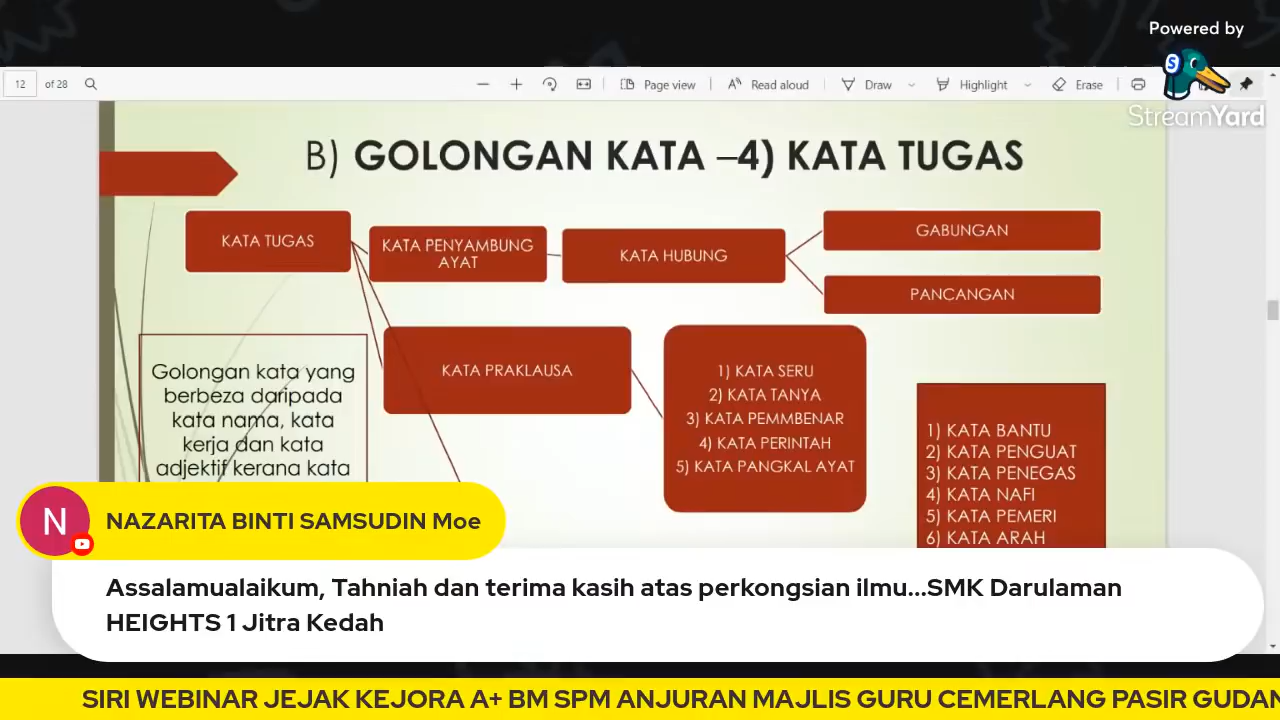 Powered by
StreamYard
12 of 28
Page view
Read aloud
Draw
Highlight
Erase
B) GOLONGAN KATA –4) KATA TUGAS
KATA TUGAS
KATA PENYAMBUNG
AYAT
KATA HUBUNG
GABUNGAN
PANCANGAN
KATA PRAKLAUSA
1) KATA SERU
2) KATA TANYA
3) KATA PEMMBENAR
4) KATA PERINTAH
5) KATA PANGKAL AYAT
Golongan kata yang
berbeza daripada
kata nama, kata
kerja dan kata
adjektif kerana kata
1) KATA BANTU
2) KATA PENGUAT
3) KATA PENEGAS
4) KATA NAFI
5) KATA PEMERI
6) KATA ARAH
N
NAZARITA BINTI SAMSUDIN Moe
Assalamualaikum, Tahniah dan terima kasih atas perkongsian ilmu...SMK Darulaman
HEIGHTS 1 Jitra Kedah
SIRI WEBINAR JEJAK KEJORA A+ BM SPM ANJURAN MAJLIS GURU CEMERLANG PASIR GUDAN